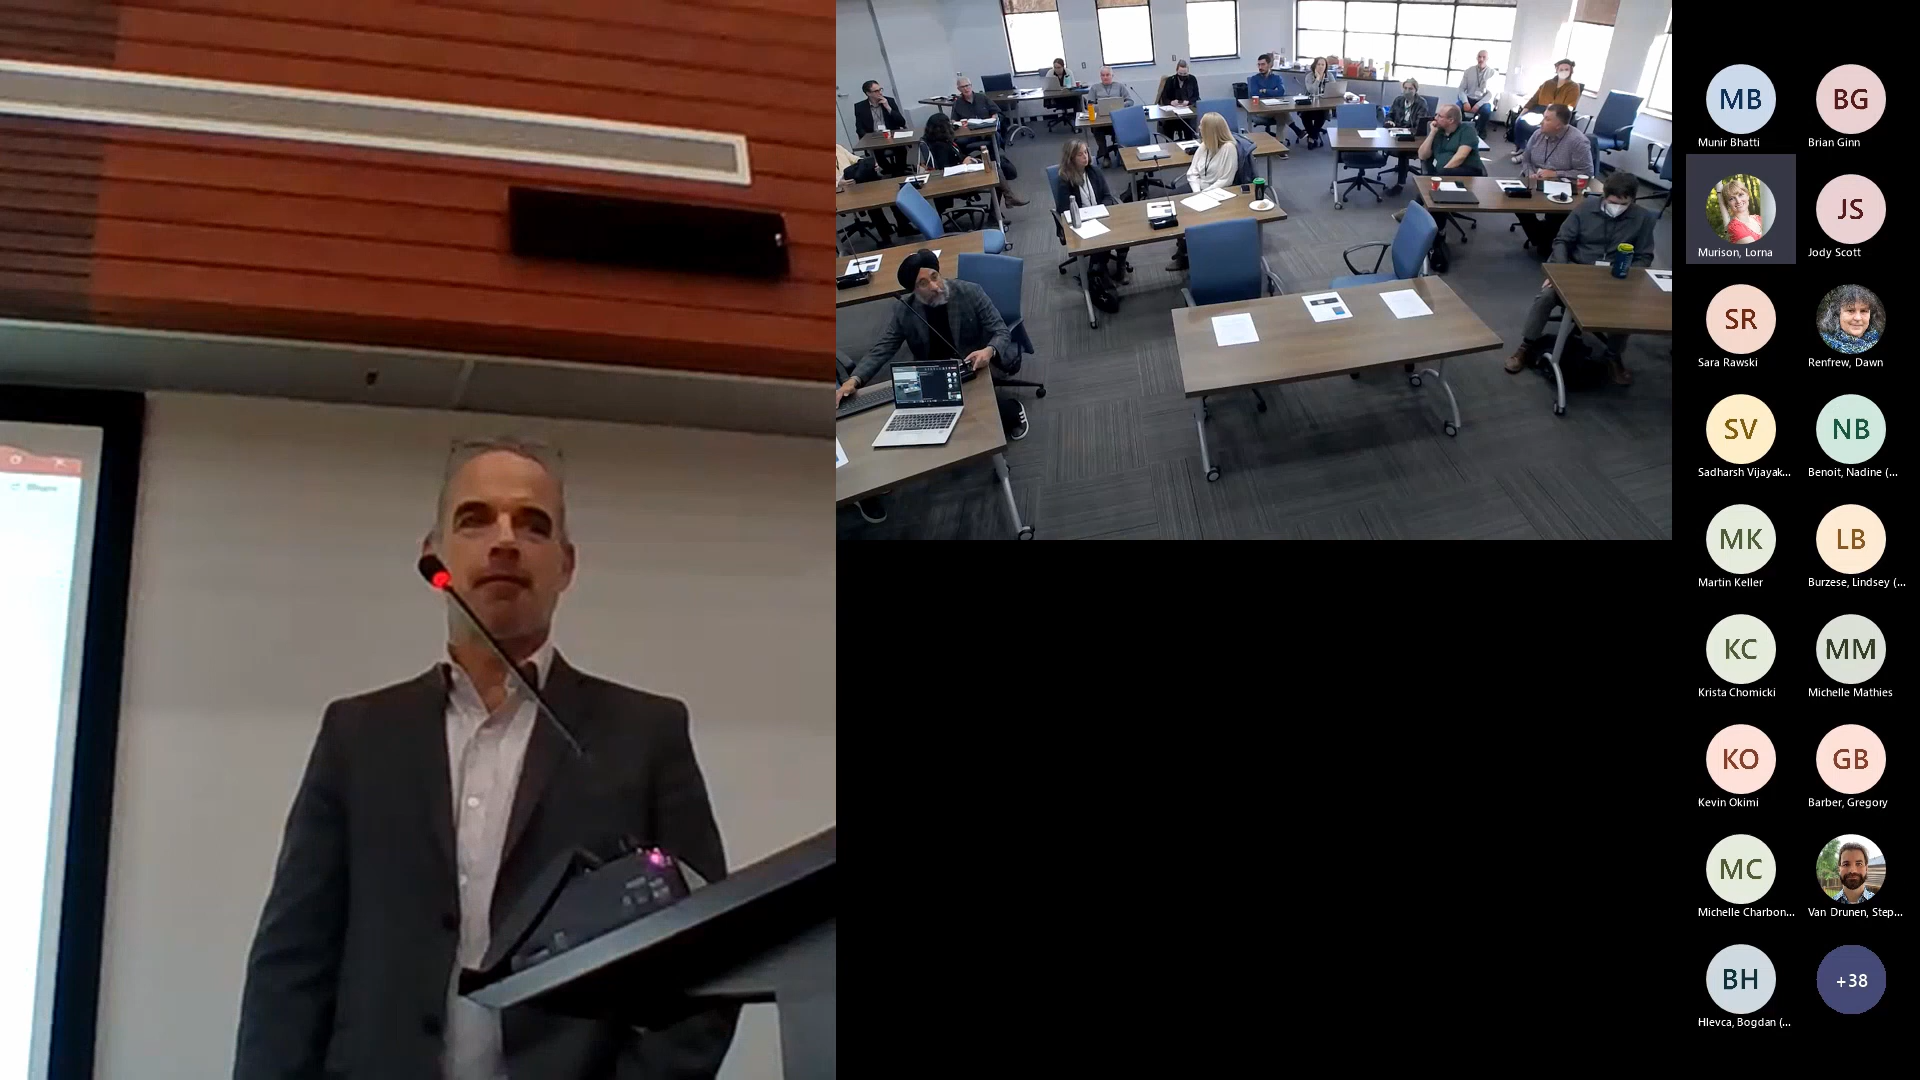 MB
BG
Munir Bhatti
Brian Ginn
JS
Murison, Lorna
Jody Scott
SR
Sara Rawski
Renfrew, Dawn
SV
NB
Sadharsh Vijayak...
Benoit, Nadine (...
MK
LB
Martin Keller
Burzese, Lindsey (...
KC
MM
Krista Chomicki
Michelle Mathies
KO
GB
Kevin Okimi
Barber, Gregory
MC
Michelle Charbon...
Van Drunen, Step...
BH
+38
Hlevca, Bogdan (...